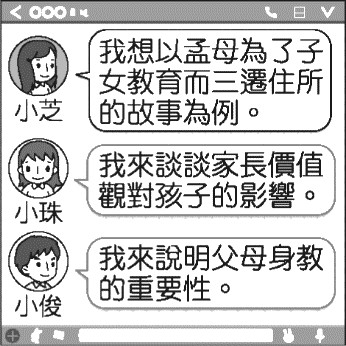 我想以孟母為了子
女教育而三遷住所
的故事為例。
小芝
我來談談家長價值
觀對孩子的影響。
小珠
我來說明父母身教
的重要性。
小俊